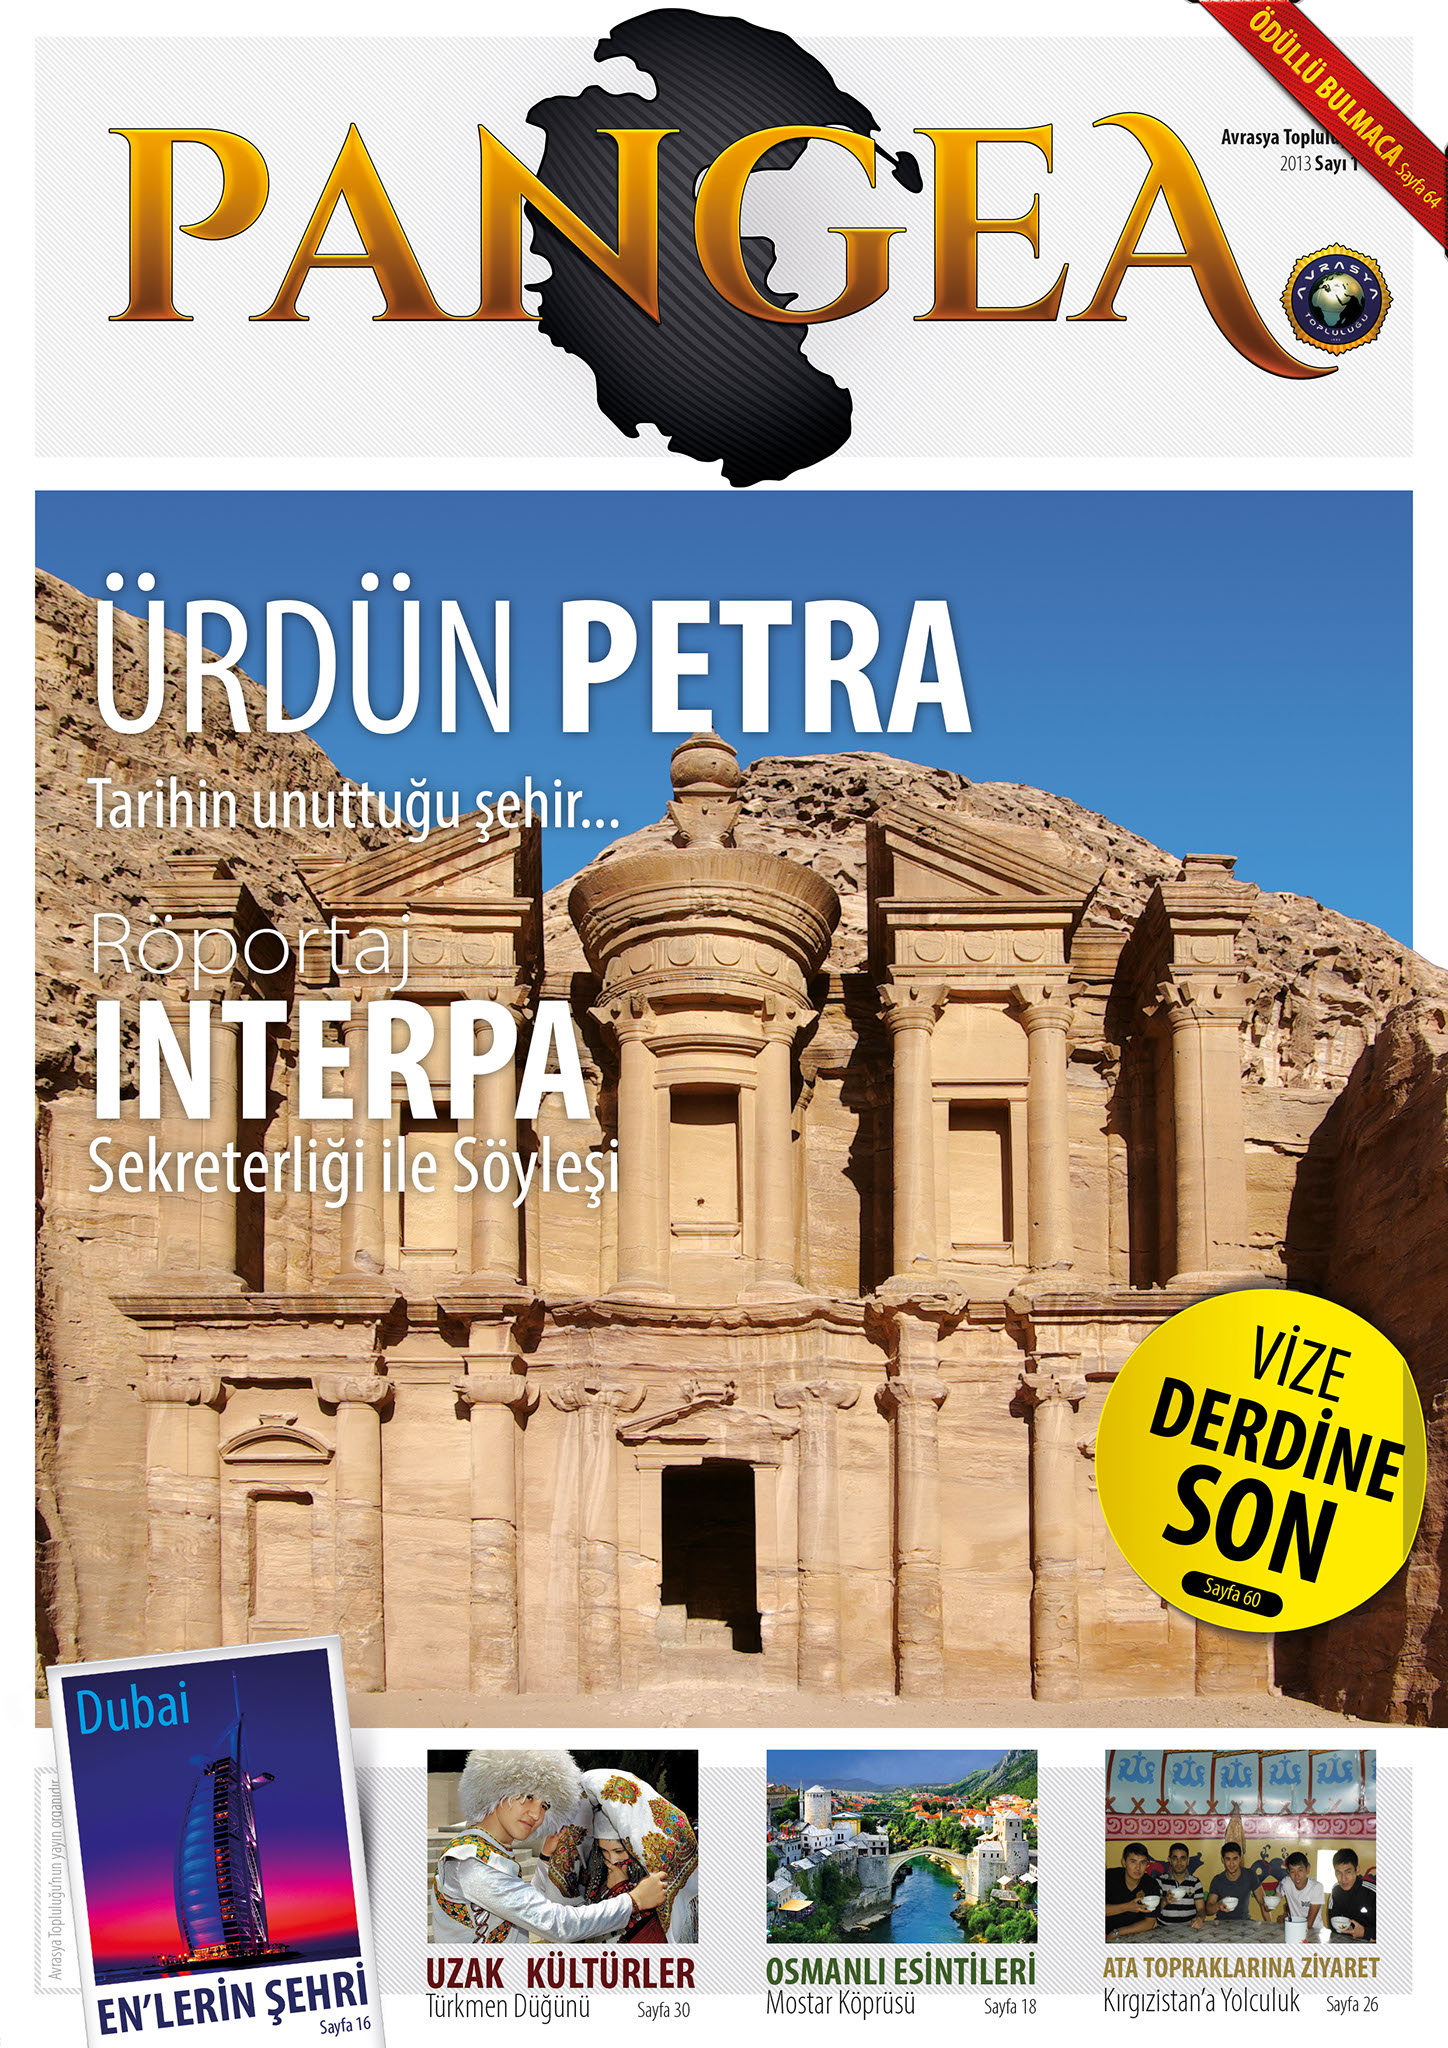 ÖDÜLLÜ BULMACA Sayfa 64
PANGEA
Avrasya
2013 Sayı 1
AVRASYA
TOPLULUĞU
ÜRDÜN PETRA
Tarihin unuttuğu şehir...
Röportaj
INTERPA
Sekreterliği ile Söyleşi
VİZE
DERDİNE
SON
Sayfa 60
Avrasya Topluluğu'nun yayın organıdır.
Dubai
EN'LERİN ŞEHRİ
Sayfa 16
UZAK KÜLTÜRLER
Türkmen Düğünü Sayfa 30
OSMANLI ESİNTİLERİ
Mostar Köprüsü Sayfa 18
ATA TOPRAKLARINA ZİYARET
Kırgızistan'a Yolculuk Sayfa 26